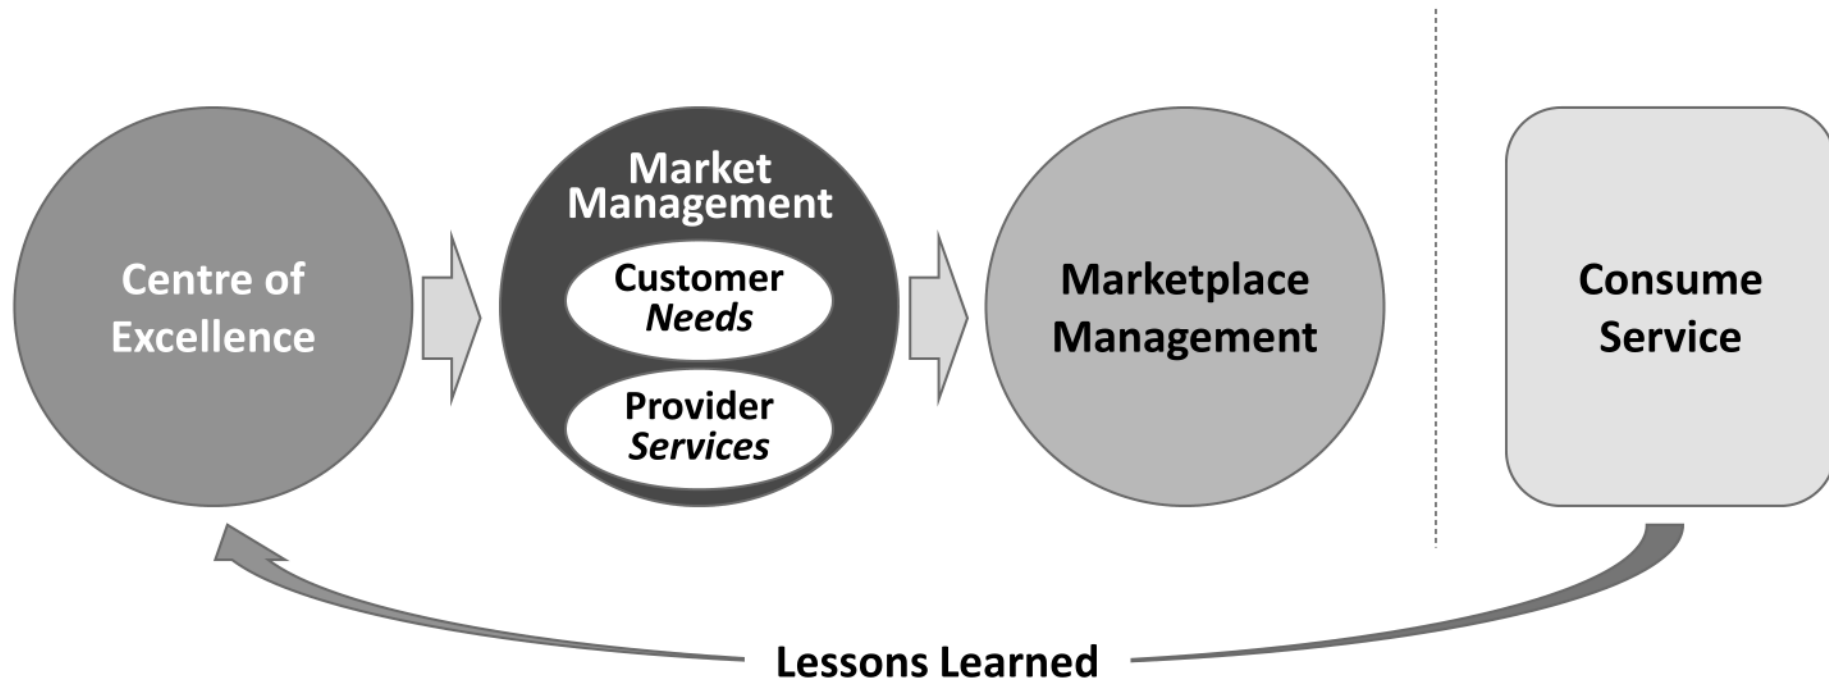 Centre of
Excellence
Market
Management
Customer
Needs
Provider
Services
Marketplace
Management
Consume
Service
Lessons Learned